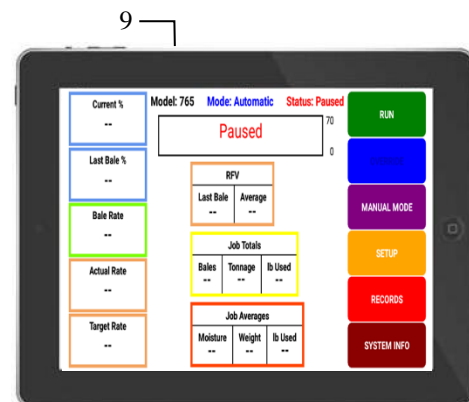 9
Model: 765 Mode: Automatic Status: Paused
Paused
70
0
Current %
--
Last Bale %
--
Bale Rate
--
Actual Rate
--
Target Rate
--
RFV
Last Bale Average
-- --
Job Totals
Bales Tonnage lb Used
-- -- --
Job Averages
Moisture Weight lb Used
-- -- --
RUN
MANUAL MODE
SETUP
RECORDS
SYSTEM INFO